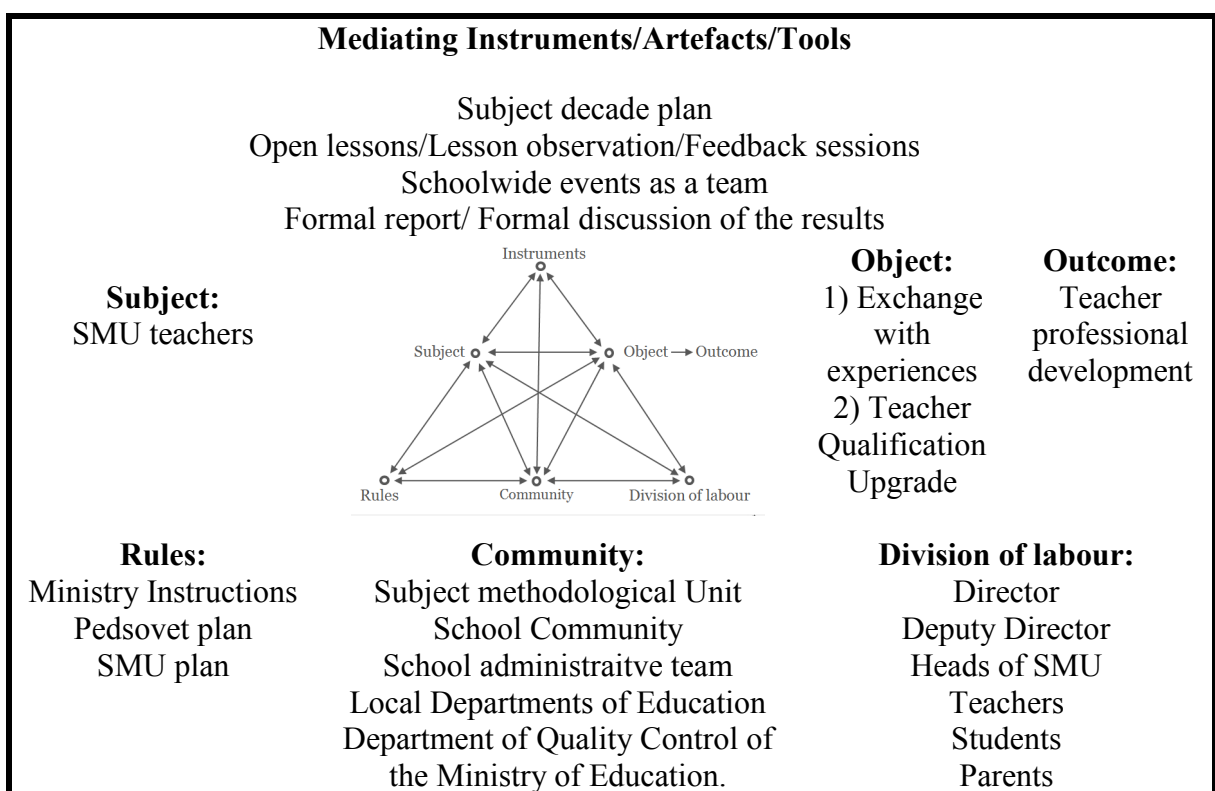 Mediating Instruments/Artefacts/Tools
Subject decade plan
Open lessons/Lesson observation/Feedback sessions
Schoolwide events as a team
Formal report/ Formal discussion of the results
Subject:
SMU teachers
Instruments
Subject
Object
Outcome
Rules
Community
Division of labour
Object:
1) Exchange
with
experiences
2) Teacher
Qualification
Upgrade
Outcome:
Teacher
professional
development
Rules:
Ministry Instructions
Pedsovet plan
SMU plan
Community:
Subject methodological Unit
School Community
School administraitve team
Local Departments of Education
Department of Quality Control of
the Ministry of Education.
Division of labour:
Director
Deputy Director
Heads of SMU
Teachers
Students
Parents